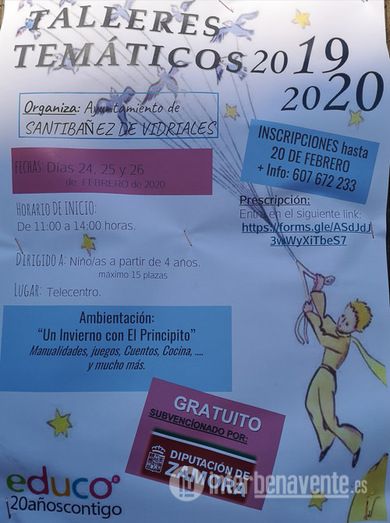 TALLERES
TEMÁTICOS 2019
2020
Organiza: Ayuntamiento de
SANTIBAÑEZ DE VIDRIALES
INSCRIPCIONES hasta
20 DE FEBRERO
+ Info: 607 672 233
FECHAS: Días 24, 25 y 26
de FEBRERO de 2020
Prescripción:
Entra en el siguiente link:
https://forms.gle/ASdJdJ
3wWyXiTbeS7
HORARIO DE INICIO:
De 11:00 a 14:00 horas.
DIRIGIDO A: Niño/as a partir de 4 años.
máximo 15 plazas
LUGAR: Telecentro.
Ambientación:
“Un Invierno con El Principito”
Manualidades, juegos, Cuentos, Cocina, ....
y mucho más.
GRATUITO
SUBVENCIONADO POR:
DIPUTACIÓN DE
ZAMORA
educo
20añoscontigo
interbenavente.es